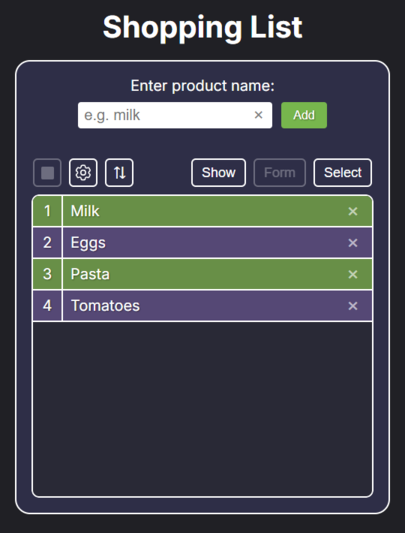 Shopping List
Enter product name:
e.g. milk × Add
Show Form Select
1 Milk ×
2 Eggs ×
3 Pasta ×
4 Tomatoes ×